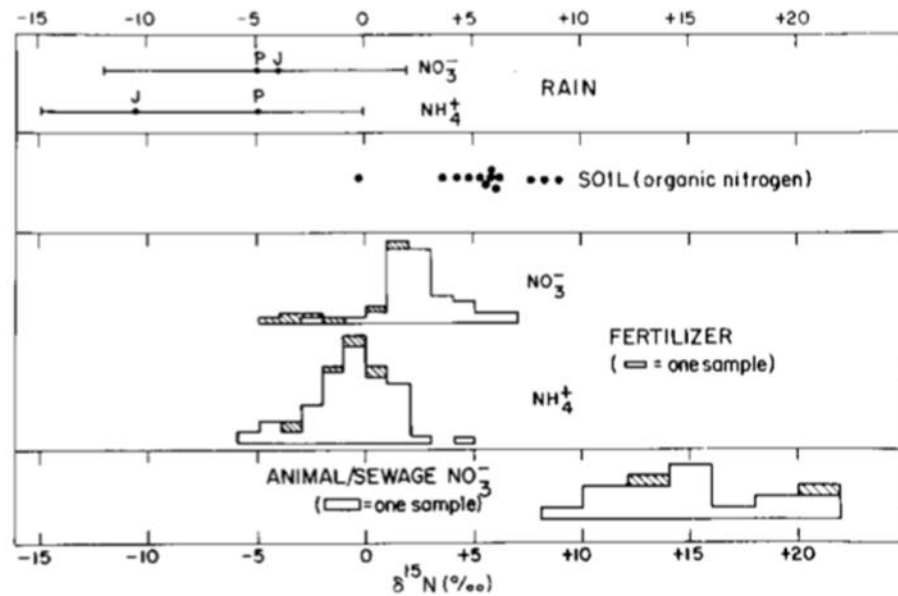 -15 -10 -5 0 +5 +10 +15 +20
P J
NO₃⁻
RAIN
J P
NH₄⁺
SOIL (organic nitrogen)
NO₃⁻
FERTILIZER
( = one sample)
NH₄⁺
ANIMAL/SEWAGE NO₃⁻
( =one sample)
-15 -10 -5 0 +5 +10 +15 +20
δ¹⁵N (‰)